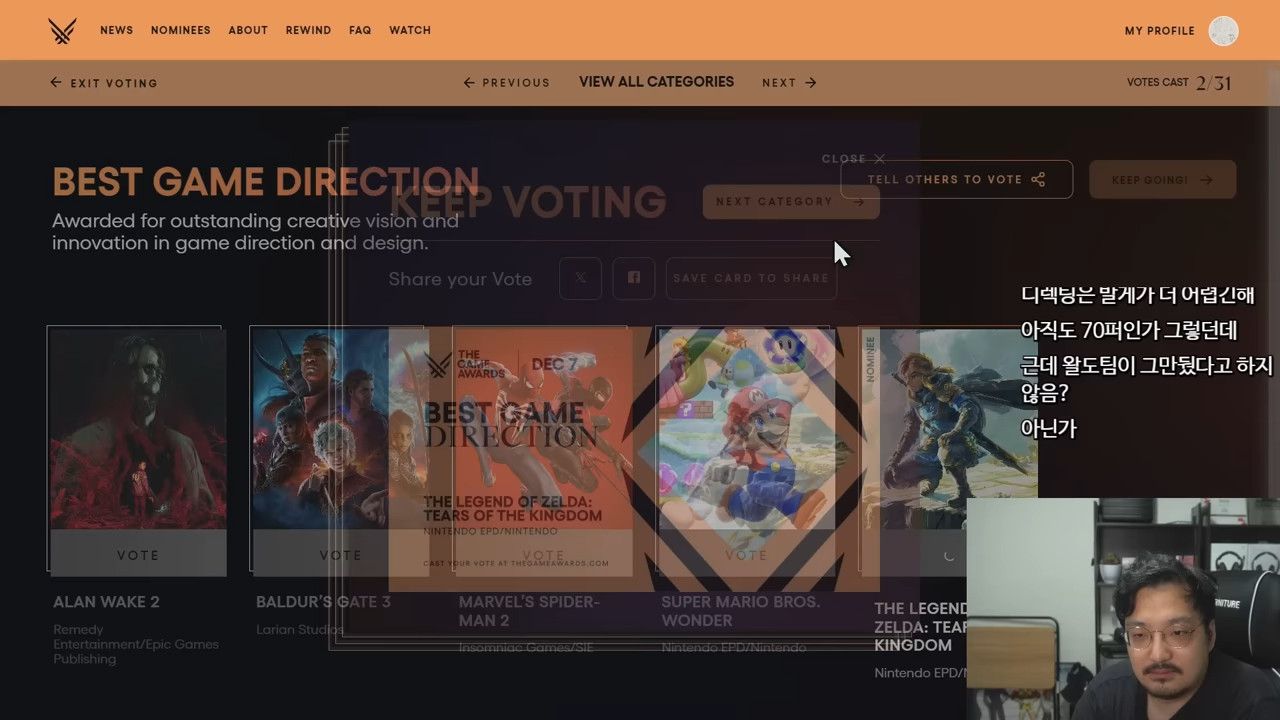 NEWS NOMINEES ABOUT REWIND FAQ WATCH
MY PROFILE
EXIT VOTING
PREVIOUS
VIEW ALL CATEGORIES
NEXT
VOTES CAST 2/31
BEST GAME DIRECTION
Awarded for outstanding creative vision and
innovation in game direction and design.
CLOSE
TELL OTHERS TO VOTE
KEEP GOING!
KEEP VOTING
NEXT CATEGORY
Share your Vote
SAVE CARD TO SHARE
디렉팅은 발게가 더 어렵긴해
아직도 70퍼인가 그렇던데
근데 왈도팀이 그만뒀다고 하지
않음?
아닌가
THE
GAME
AWARDS
DEC 7
NOMINEE
BEST GAME
DIRECTION
THE LEGEND OF ZELDA:
TEARS OF THE KINGDOM
NINTENDO EPD/NINTENDO
CAST YOUR VOTE AT THEGAMEAWARDS.COM
VOTE
VOTE
VOTE
VOTE
ALAN WAKE 2
Remedy
Entertainment/Epic Games
Publishing
BALDUR'S GATE 3
Larian Studios
MARVEL'S SPIDER-
MAN 2
Insomniac Games/SIE
SUPER MARIO BROS.
WONDER
Nintendo EPD/Nintendo
THE LEGEND
ZELDA: TEAR
KINGDOM
Nintendo EPD/N
NITURE